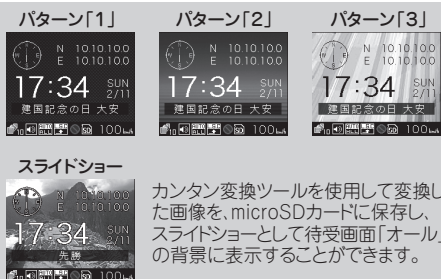 パターン「1」
パターン「2」
パターン「3」
N 10.10.10.0
E 10.10.10.0
17:34
SUN
2/11
建国記念の日 大安
100
N 10.10.10.0
E 10.10.10.0
17:34
SUN
2/11
建国記念の日 大安
100
N 10.10.10.0
E 10.10.10.0
17:34
SUN
2/11
建国記念の日 大安
100
スライドショー
N 10.10.10.0
E 10.10.10.0
17:34
SUN
2/11
先勝
100
カンタン変換ツールを使用して変換し
た画像を、microSDカードに保存し、
スライドショーとして待受画面「オール」
の背景に表示することができます。